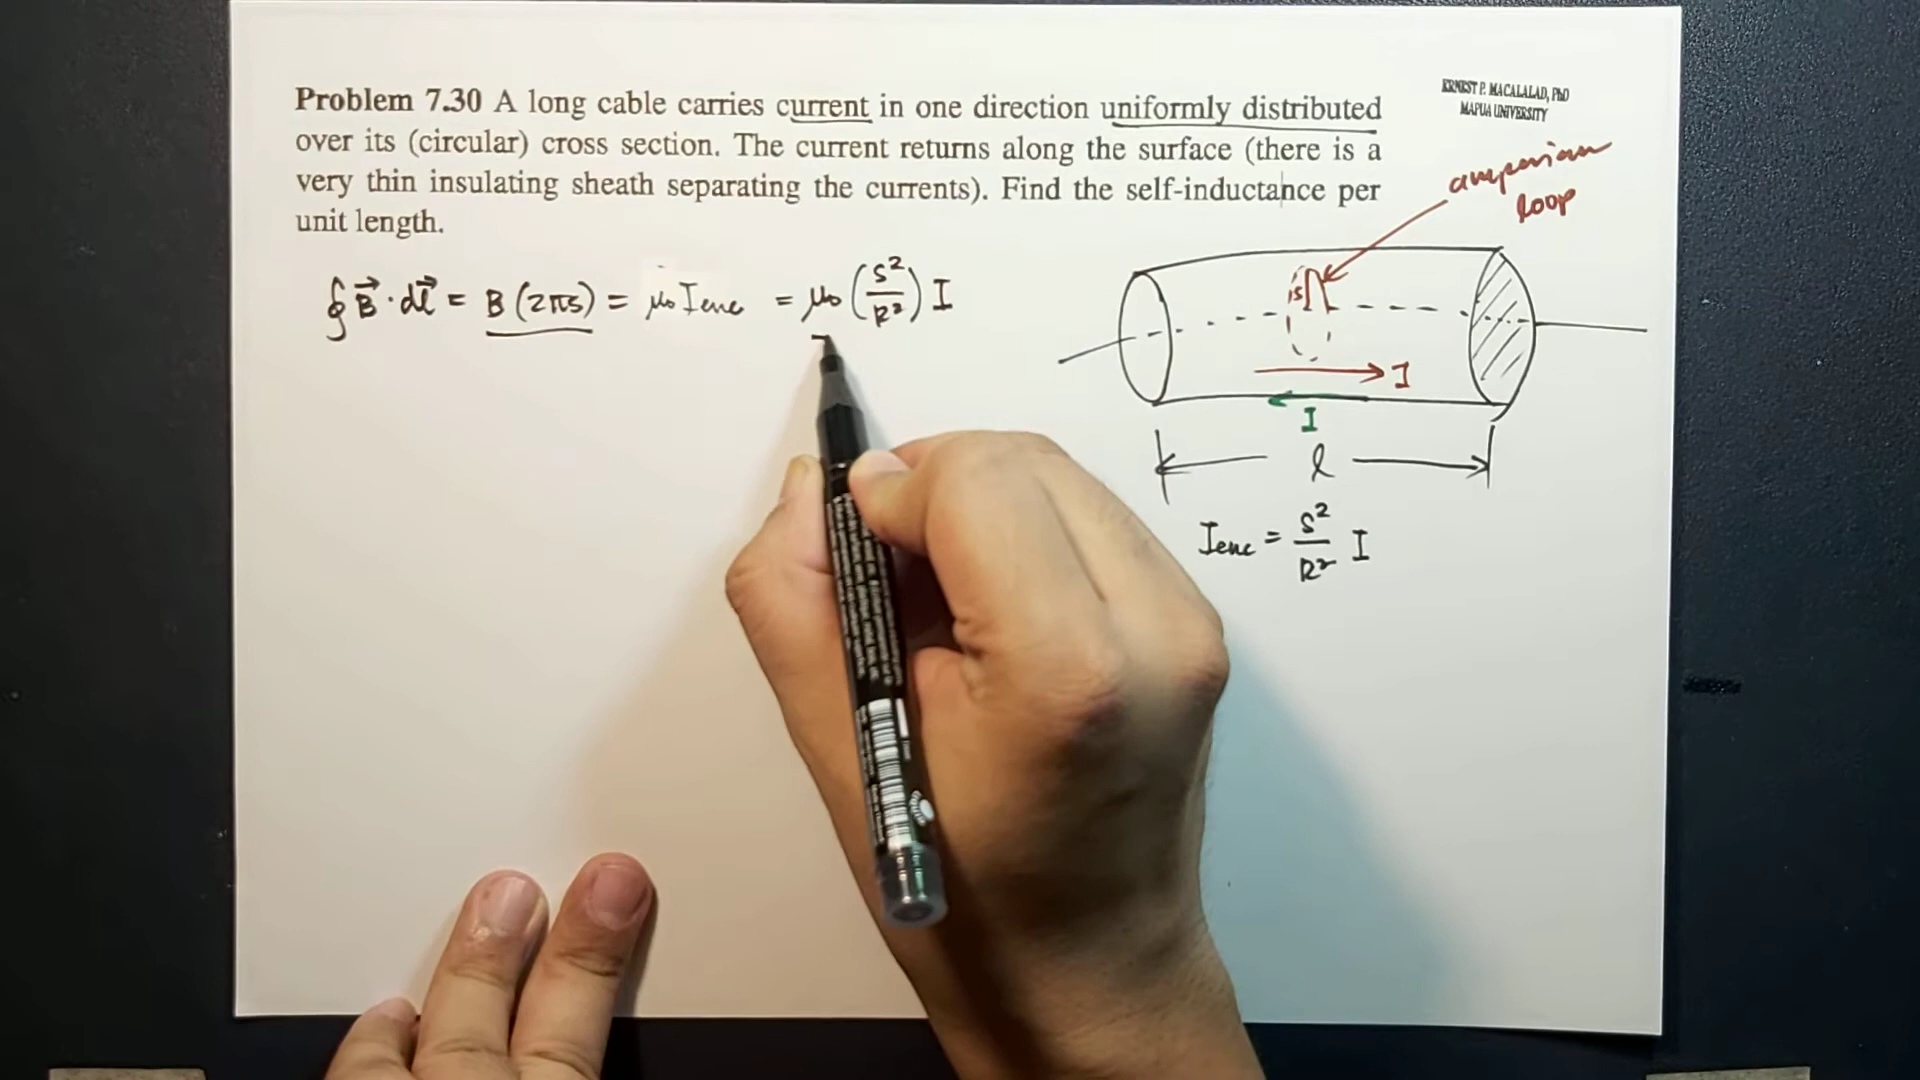 Problem 7.30 A long cable carries current in one direction uniformly distributed
over its (circular) cross section. The current returns along the surface (there is a
very thin insulating sheath separating the currents). Find the self-inductance per
unit length.
ERNEST P. MACALALAD, PhD
MAPUA UNIVERSITY
amperian
loop
∮B⃗·dl⃗ = B(2πs) = μ₀Ienc = μ₀(s²/R²)I
s
I
I
l
Ienc = s²/R² I